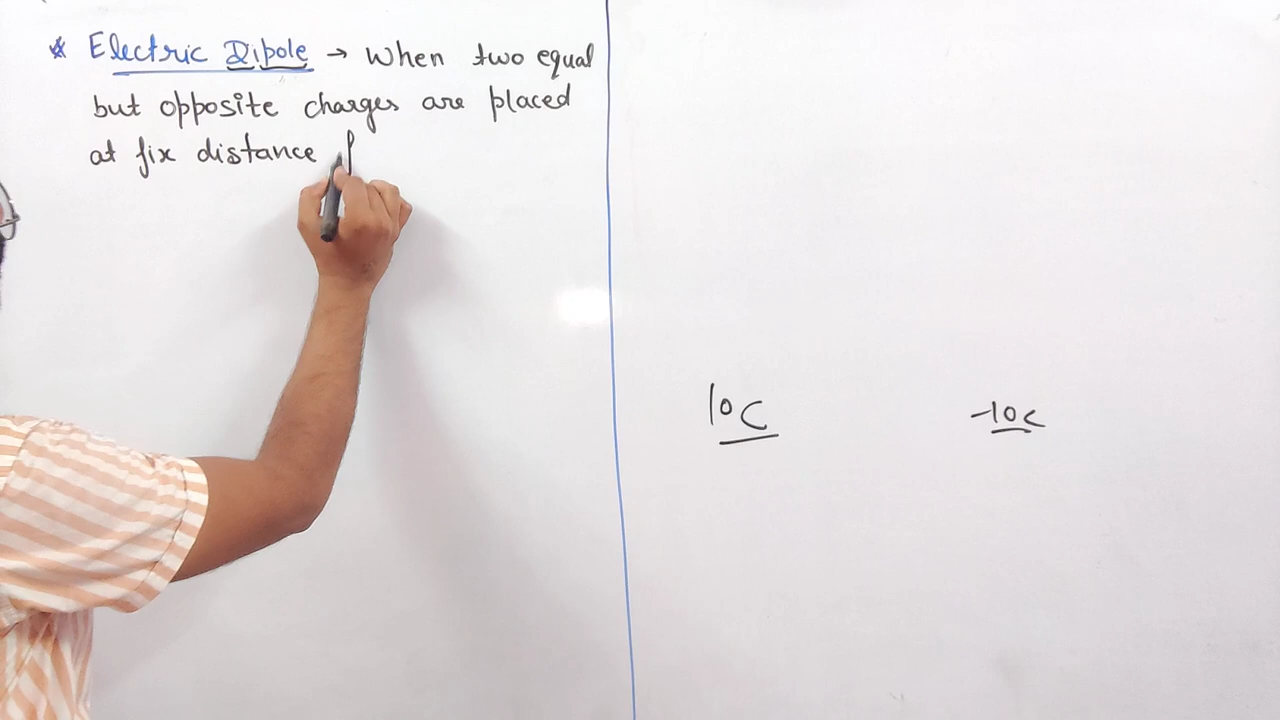 * Electric Dipole → When two equal
but opposite charges are placed
at fix distance
10C
-10C